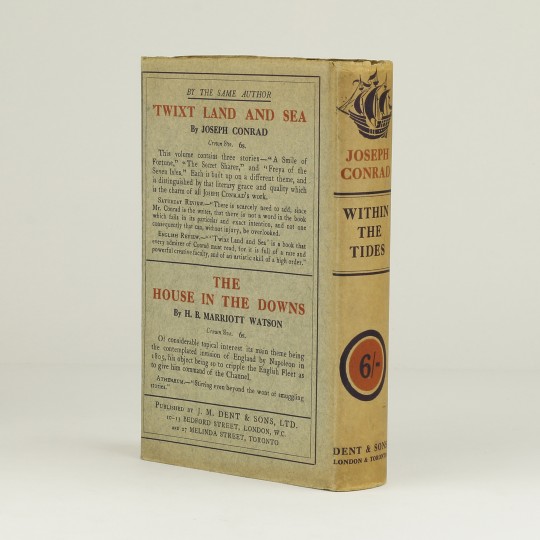 BY THE SAME AUTHOR
'TWIXT LAND AND SEA
By JOSEPH CONRAD
Crown 8vo. 6s.
This volume contains three stories—"A Smile of
Fortune," "The Secret Sharer," and "Freya of the
Seven Isles." Each is built up on a different theme, and
is distinguished by that literary grace and quality which
is the charm of all JOSEPH CONRAD's work.
SATURDAY REVIEW.—"There is scarcely need to add, since
Mr. Conrad is the writer, that there is not a word in the book
which fails in its particular and exact intention, and not one
consequently that can, without injury, be overlooked.
ENGLISH REVIEW.—"'Twixt Land and Sea' is a book that
every admirer of Conrad must read, for it is full of a rare and
powerful creative faculty, and of an artistic skill of a high order."
THE
HOUSE IN THE DOWNS
By H. B. MARRIOTT WATSON
Crown 8vo. 6s.
Of considerable topical interest its main theme being
the contemplated invasion of England by Napoleon in
1805, his object being to cripple the English Fleet as
to give him command of the Channel.
ATHENÆUM.—"Stirring even beyond the wont of smuggling
stories."
PUBLISHED BY J. M. DENT & SONS, LTD.
10-13 BEDFORD STREET, LONDON, W.C.
AND 27 MELINDA STREET, TORONTO
JOSEPH
CONRAD
WITHIN
THE
TIDES
6/-
DENT & SONS
LONDON & TORONTO